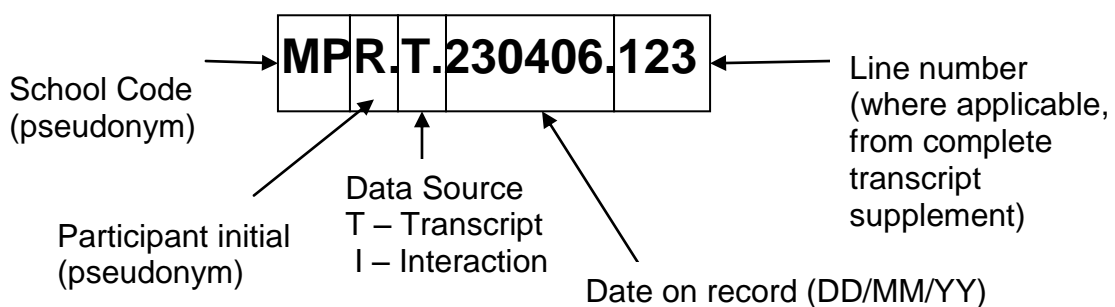 MPR.T.230406.123
School Code
(pseudonym)
Participant initial
(pseudonym)
Data Source
T – Transcript
I – Interaction
Date on record (DD/MM/YY)
Line number
(where applicable,
from complete
transcript
supplement)